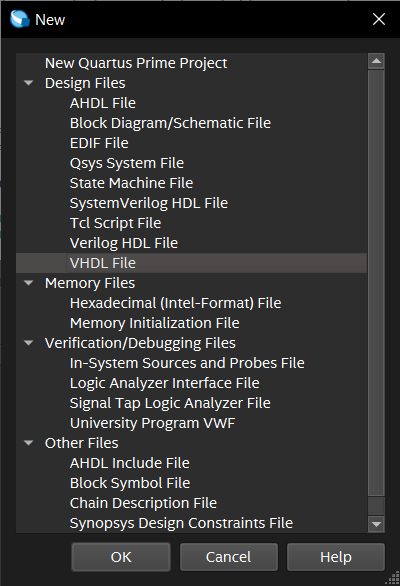 New
New Quartus Prime Project
Design Files
AHDL File
Block Diagram/Schematic File
EDIF File
Qsys System File
State Machine File
SystemVerilog HDL File
Tcl Script File
Verilog HDL File
VHDL File
Memory Files
Hexadecimal (Intel-Format) File
Memory Initialization File
Verification/Debugging Files
In-System Sources and Probes File
Logic Analyzer Interface File
Signal Tap Logic Analyzer File
University Program VWF
Other Files
AHDL Include File
Block Symbol File
Chain Description File
Synopsys Design Constraints File
OK Cancel Help